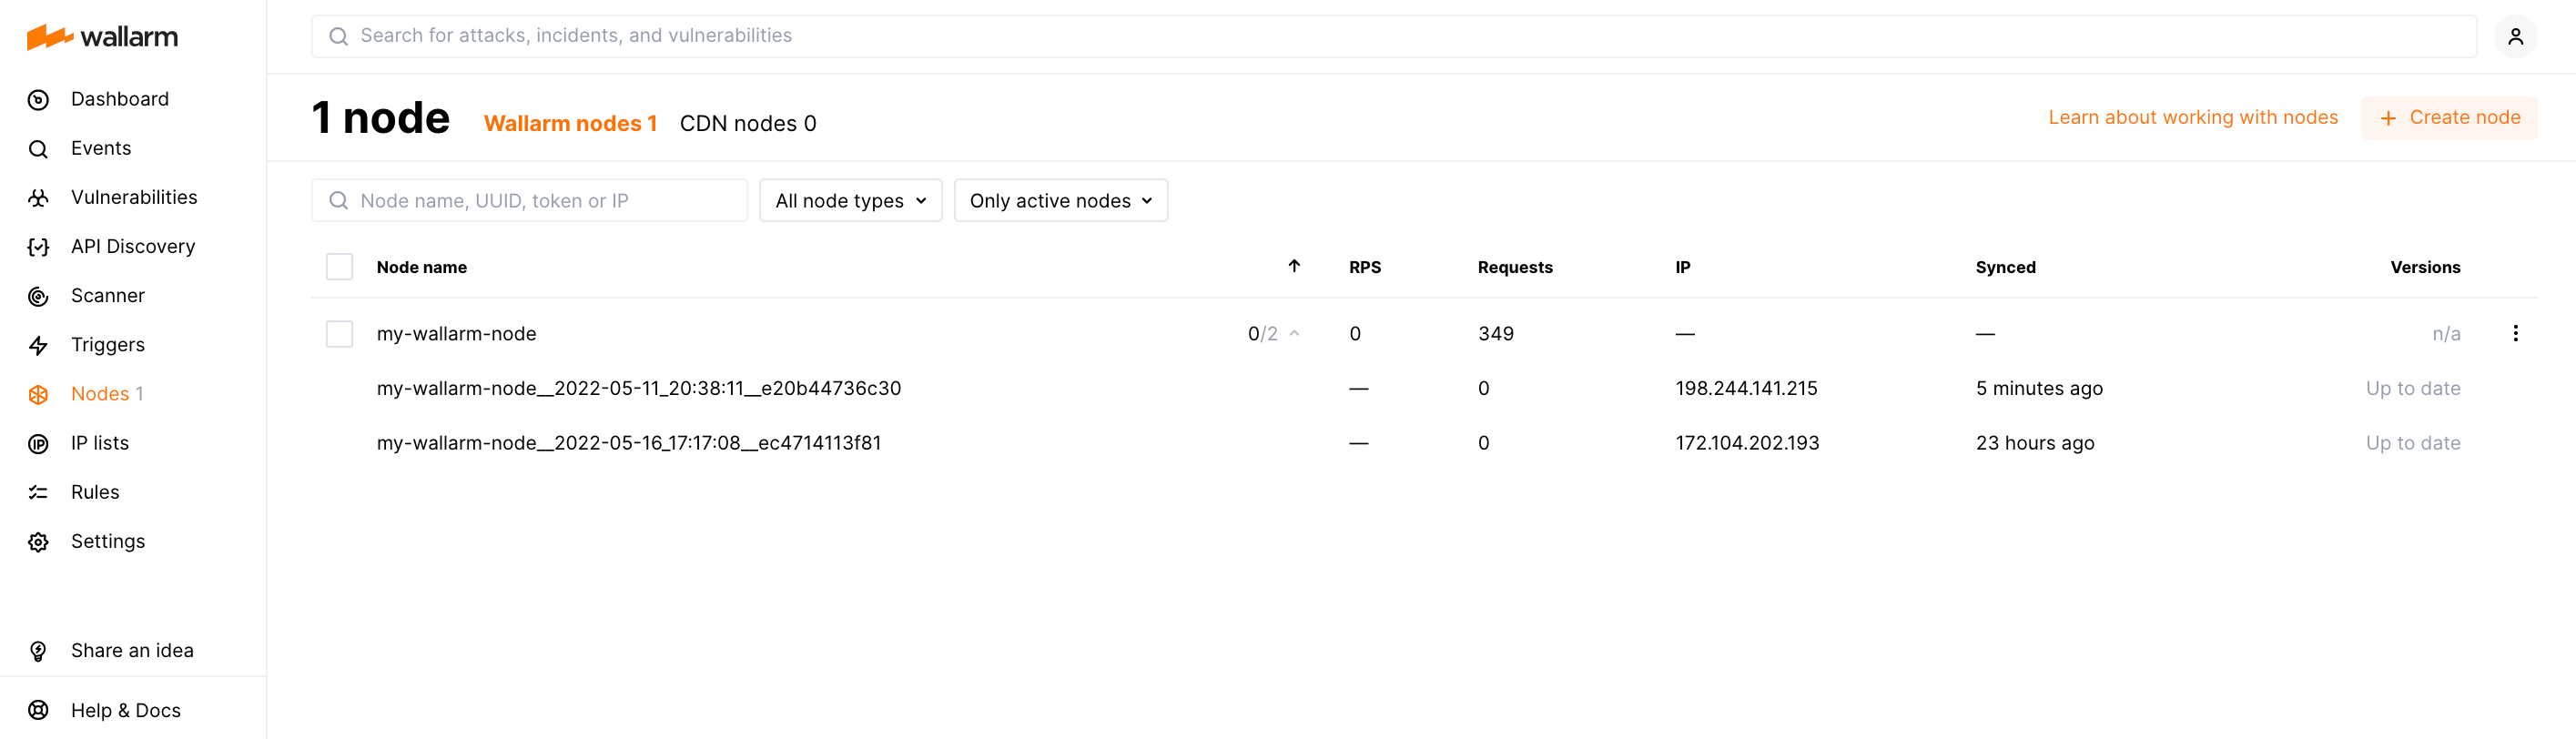 wallarm
Search for attacks, incidents, and vulnerabilities
Dashboard
Events
Vulnerabilities
API Discovery
Scanner
Triggers
Nodes 1
IP lists
Rules
Settings
Share an idea
Help & Docs
1 node Wallarm nodes 1 CDN nodes 0 Learn about working with nodes + Create node
Node name, UUID, token or IP All node types Only active nodes
Node name RPS Requests IP Synced Versions
my-wallarm-node 0/2 0 349 — — n/a
my-wallarm-node__2022-05-11_20:38:11__e20b44736c30 — 0 198.244.141.215 5 minutes ago Up to date
my-wallarm-node__2022-05-16_17:17:08__ec4714113f81 — 0 172.104.202.193 23 hours ago Up to date